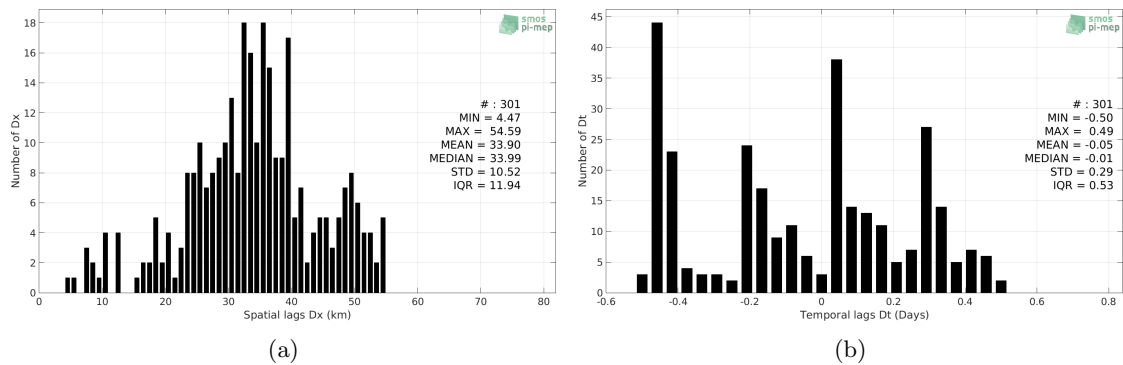 18
16
14
12
10
8
6
4
2
0
Number of Dx
0 10 20 30 40 50 60 70 80
Spatial lags Dx (km)
smos
pi-mep
# : 301
MIN = 4.47
MAX = 54.59
MEAN = 33.90
MEDIAN = 33.99
STD = 10.52
IQR = 11.94
(a)
45
40
35
30
25
20
15
10
5
0
Number of Dt
-0.6 -0.4 -0.2 0 0.2 0.4 0.6 0.8
Temporal lags Dt (Days)
smos
pi-mep
# : 301
MIN = -0.50
MAX = 0.49
MEAN = -0.05
MEDIAN = -0.01
STD = 0.29
IQR = 0.53
(b)